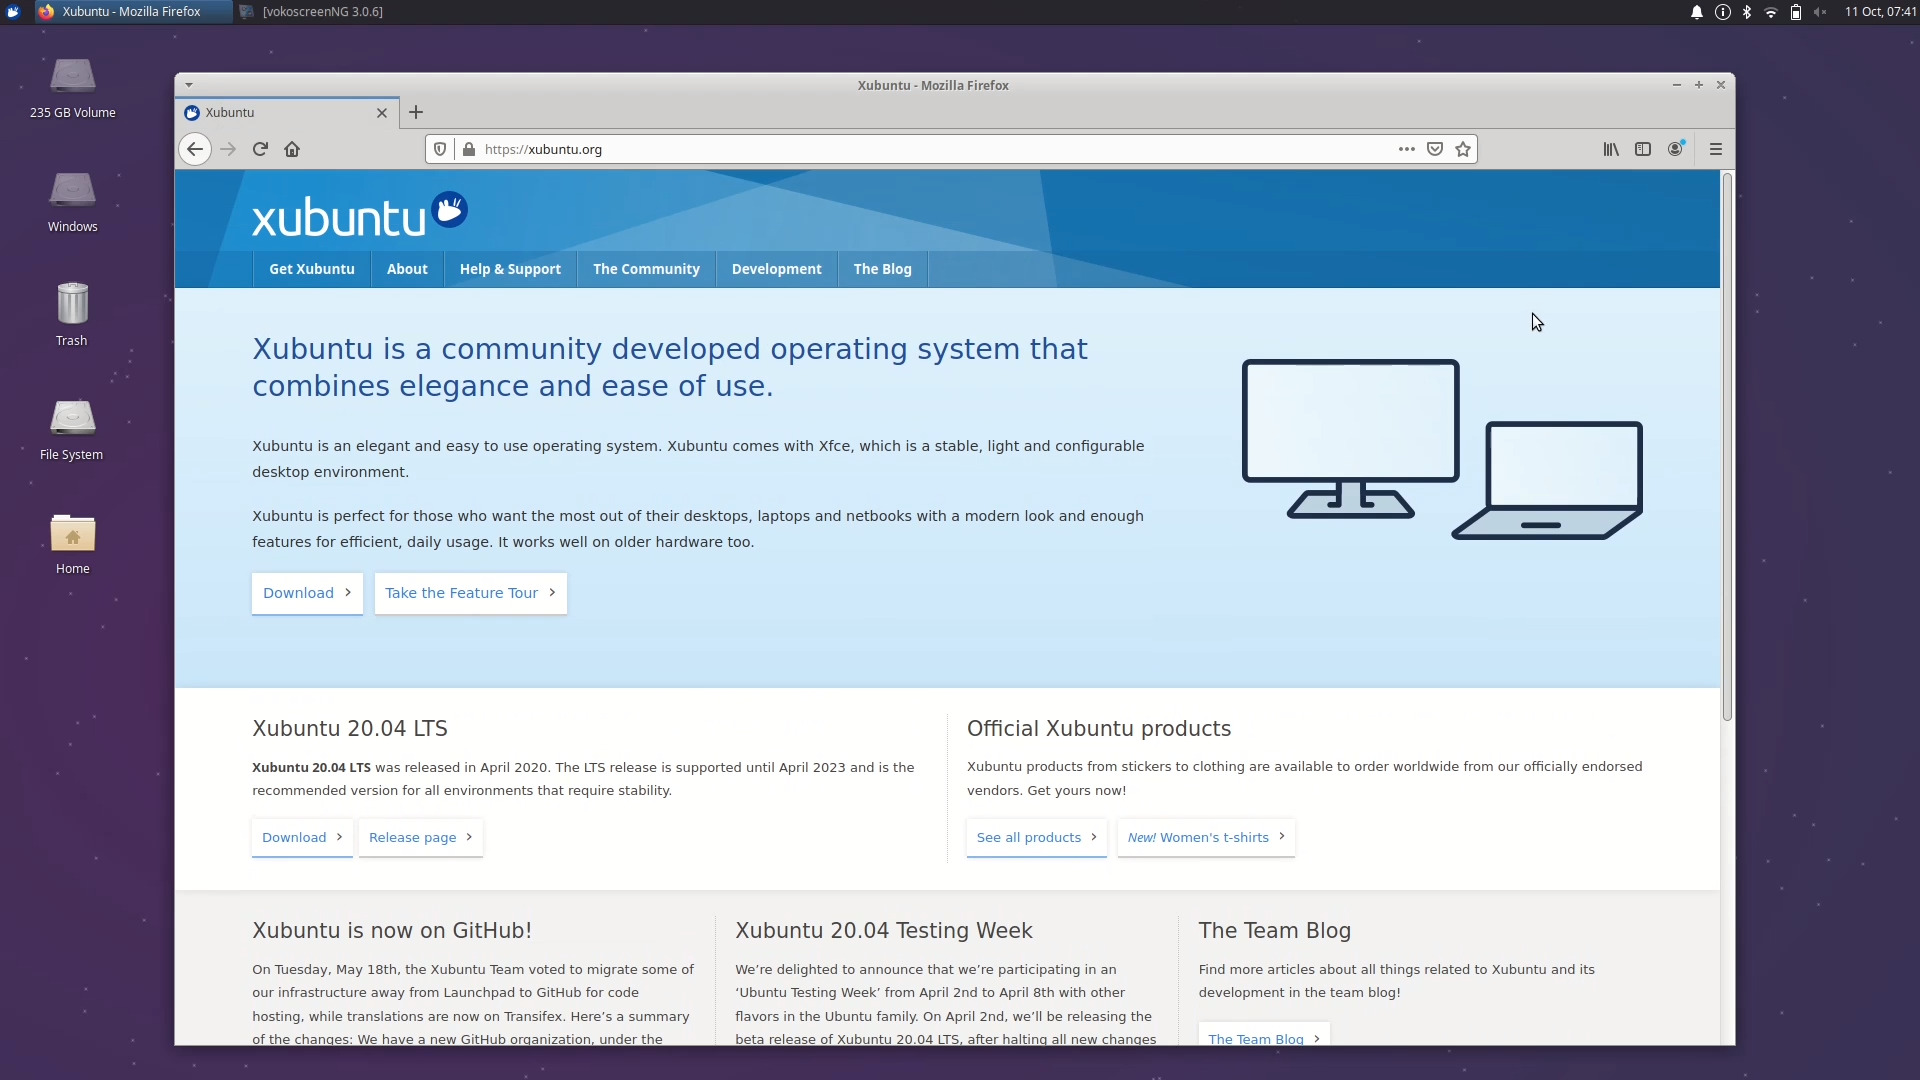 Xubuntu - Mozilla Firefox
[vokoscreenNG 3.0.6]
11 Oct, 07:41
235 GB Volume
Windows
Trash
File System
Home
Xubuntu - Mozilla Firefox
Xubuntu
https://xubuntu.org
xubuntu
Get Xubuntu
About
Help & Support
The Community
Development
The Blog
Xubuntu is a community developed operating system that
combines elegance and ease of use.
Xubuntu is an elegant and easy to use operating system. Xubuntu comes with Xfce, which is a stable, light and configurable
desktop environment.
Xubuntu is perfect for those who want the most out of their desktops, laptops and netbooks with a modern look and enough
features for efficient, daily usage. It works well on older hardware too.
Download
Take the Feature Tour
Xubuntu 20.04 LTS
Xubuntu 20.04 LTS was released in April 2020. The LTS release is supported until April 2023 and is the
recommended version for all environments that require stability.
Download
Release page
Official Xubuntu products
Xubuntu products from stickers to clothing are available to order worldwide from our officially endorsed
vendors. Get yours now!
See all products
New! Women's t-shirts
Xubuntu is now on GitHub!
On Tuesday, May 18th, the Xubuntu Team voted to migrate some of
our infrastructure away from Launchpad to GitHub for code
hosting, while translations are now on Transifex. Here’s a summary
of the changes: We have a new GitHub organization, under the
Xubuntu 20.04 Testing Week
We’re delighted to announce that we’re participating in an
‘Ubuntu Testing Week’ from April 2nd to April 8th with other
flavors in the Ubuntu family. On April 2nd, we’ll be releasing the
beta release of Xubuntu 20.04 LTS, after halting all new changes
The Team Blog
Find more articles about all things related to Xubuntu and its
development in the team blog!
The Team Blog